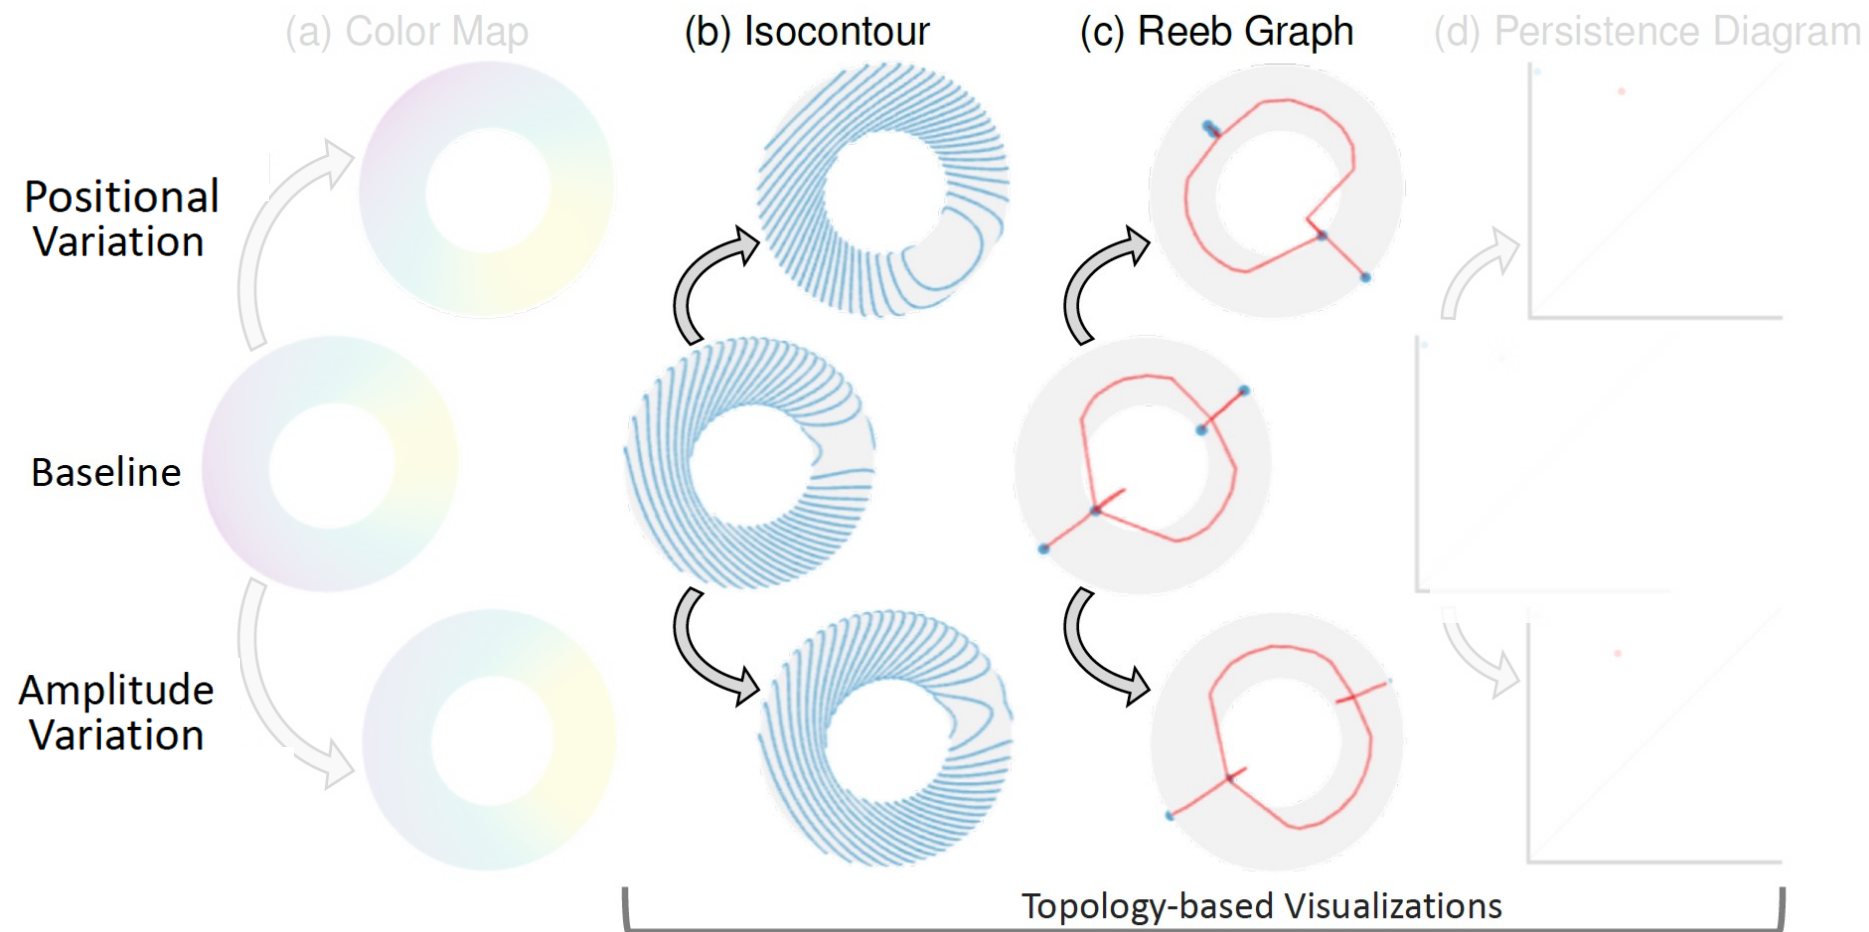 (a) Color Map
(b) Isocontour
(c) Reeb Graph
(d) Persistence Diagram
Positional
Variation
Baseline
Amplitude
Variation
Topology-based Visualizations